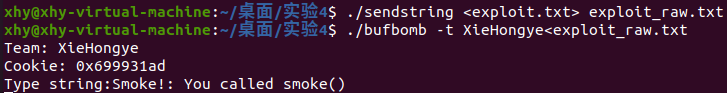 xhy@xhy-virtual-machine:~/桌面/实验4$ ./sendstring <exploit.txt> exploit_raw.txt
xhy@xhy-virtual-machine:~/桌面/实验4$ ./bufbomb -t XieHongye<exploit_raw.txt
Team: XieHongye
Cookie: 0x699931ad
Type string:Smoke!: You called smoke()